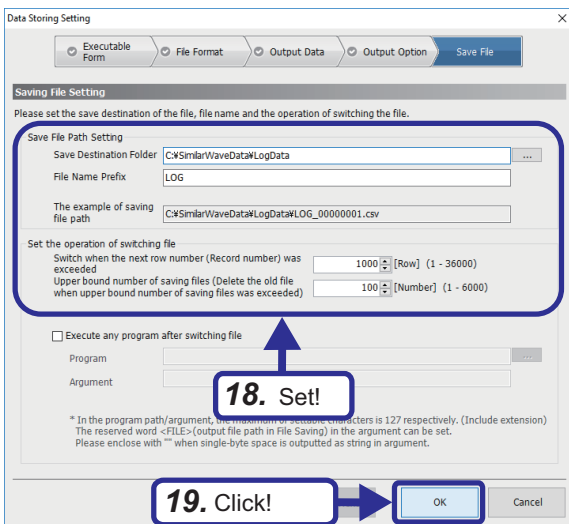 Data Storing Setting
Executable Form
File Format
Output Data
Output Option
Save File
Saving File Setting
Please set the save destination of the file, file name and the operation of switching the file.
Save File Path Setting
Save Destination Folder C:¥SimilarWaveData¥LogData ...
File Name Prefix LOG
The example of saving
file path C:¥SimilarWaveData¥LogData¥LOG_00000001.csv
Set the operation of switching file
Switch when the next row number (Record number) was
exceeded 1000 [Row] (1 - 36000)
Upper bound number of saving files (Delete the old file
when upper bound number of saving files was exceeded) 100 [Number] (1 - 6000)
Execute any program after switching file
Program ...
Argument
18. Set!
* In the program path/argument, the maximum of settable characters is 127 respectively. (Include extension)
The reserved word <FILE>(output file path in File Saving) in the argument can be set.
Please enclose with "" when single-byte space is outputted as string in argument.
19. Click!
OK
Cancel